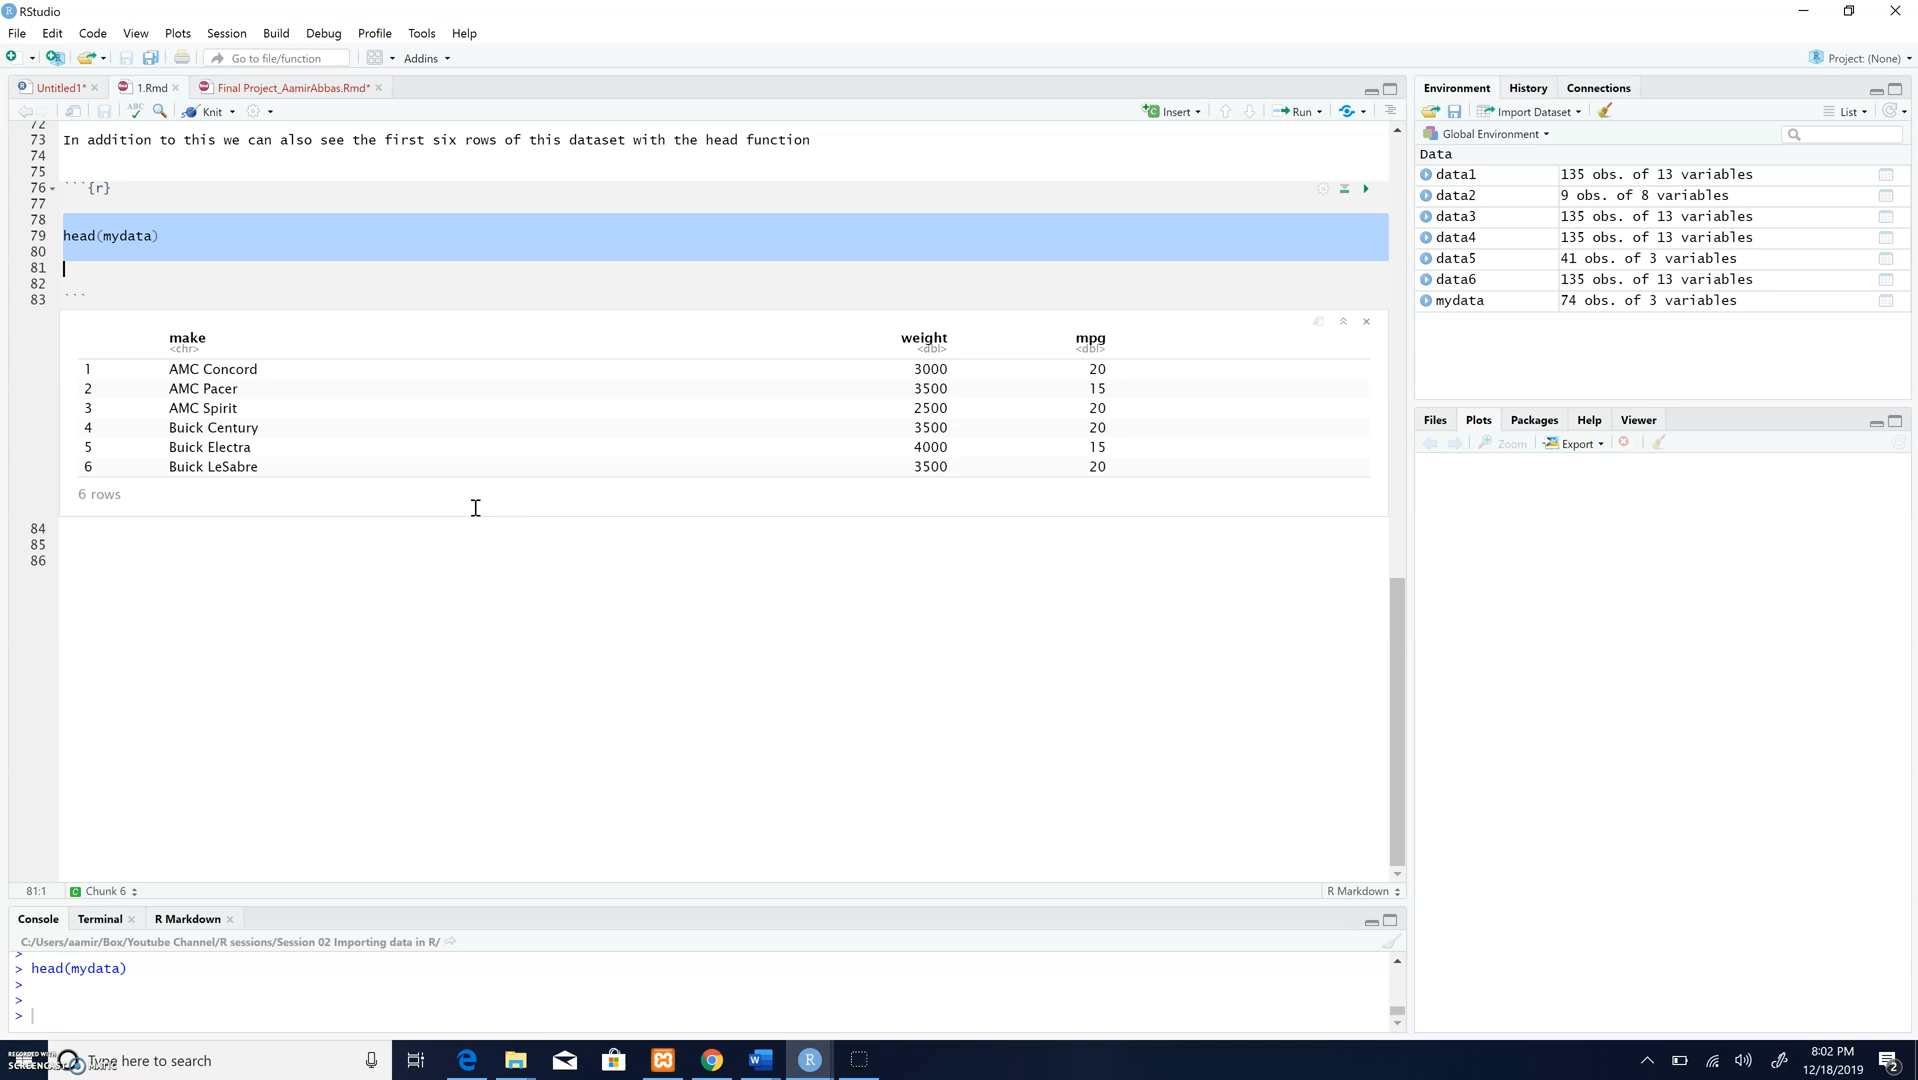 RStudio
File Edit Code View Plots Session Build Debug Profile Tools Help
Go to file/function Addins Project: (None)
Untitled1* 1.Rmd Final Project_AamirAbbas.Rmd*
ABC Knit Insert Run
72
73 In addition to this we can also see the first six rows of this dataset with the head function
74
75
76 ```{r}
77
78
79 head(mydata)
80
81
82
83 ```
make weight mpg
<chr> <dbl> <dbl>
1 AMC Concord 3000 20
2 AMC Pacer 3500 15
3 AMC Spirit 2500 20
4 Buick Century 3500 20
5 Buick Electra 4000 15
6 Buick LeSabre 3500 20
6 rows
84
85
86
81:1 Chunk 6 R Markdown
Console Terminal R Markdown
C:/Users/aamir/Box/Youtube Channel/R sessions/Session 02 Importing data in R/
>
> head(mydata)
>
>
>
Environment History Connections
Import Dataset List
Global Environment
Data
data1 135 obs. of 13 variables
data2 9 obs. of 8 variables
data3 135 obs. of 13 variables
data4 135 obs. of 13 variables
data5 41 obs. of 3 variables
data6 135 obs. of 13 variables
mydata 74 obs. of 3 variables
Files Plots Packages Help Viewer
Zoom Export
RECORDED WITH
SCREENCAST MATIC
Type here to search
8:02 PM
12/18/2019
2